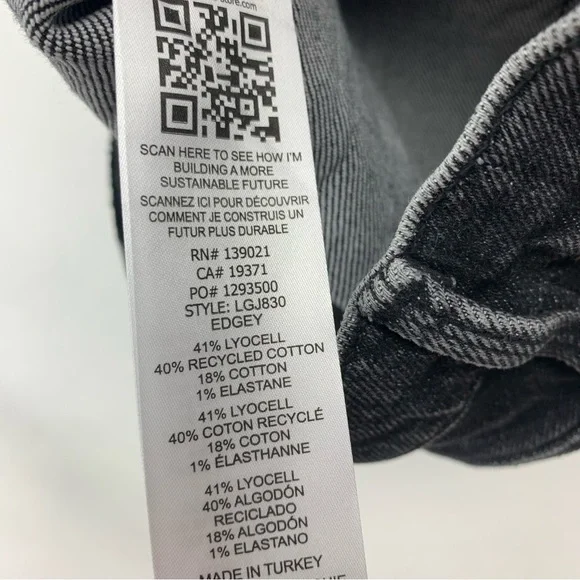 SCAN HERE TO SEE HOW I'M
BUILDING A MORE
SUSTAINABLE FUTURE
SCANNEZ ICI POUR DÉCOUVRIR
COMMENT JE CONSTRUIS UN
FUTUR PLUS DURABLE
RN# 139021
CA# 19371
PO# 1293500
STYLE: LGJ830
EDGEY
41% LYOCELL
40% RECYCLED COTTON
18% COTTON
1% ELASTANE
41% LYOCELL
40% COTON RECYCLÉ
18% COTON
1% ÉLASTHANNE
41% LYOCELL
40% ALGODÓN
RECICLADO
18% ALGODÓN
1% ELASTANO
MADE IN TURKEY